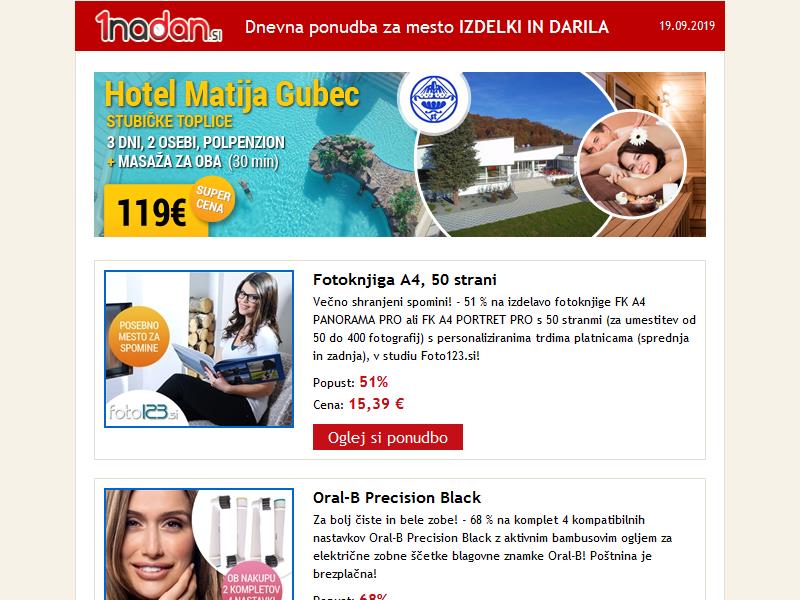 1nadan.si
Dnevna ponudba za mesto IZDELKI IN DARILA
19.09.2019
Hotel Matija Gubec
STUBIČKE TOPLICE
3 DNI, 2 OSEBI, POLPENZION
+ MASAŽA ZA OBA (30 min)
119€
SUPER
CENA
POSEBNO
MESTO ZA
SPOMINE
foto123.si
Fotoknjiga A4, 50 strani
Večno shranjeni spomini! - 51 % na izdelavo fotoknjige FK A4
PANORAMA PRO ali FK A4 PORTRET PRO s 50 stranmi (za umestitev od
50 do 400 fotografij) s personaliziranima trdima platnicama (sprednja
in zadnja), v studiu Foto123.si!
Popust: 51%
Cena: 15,39 €
Oglej si ponudbo
OB NAKUPU
2 KOMPLETOV
4 NASTAVKI
Oral-B Precision Black
Za bolj čiste in bele zobe! - 68 % na komplet 4 kompatibilnih
nastavkov Oral-B Precision Black z aktivnim bambusovim ogljem za
električne zobne ščetke blagovne znamke Oral-B! Poštnina je
brezplačna!
Popust: 68%